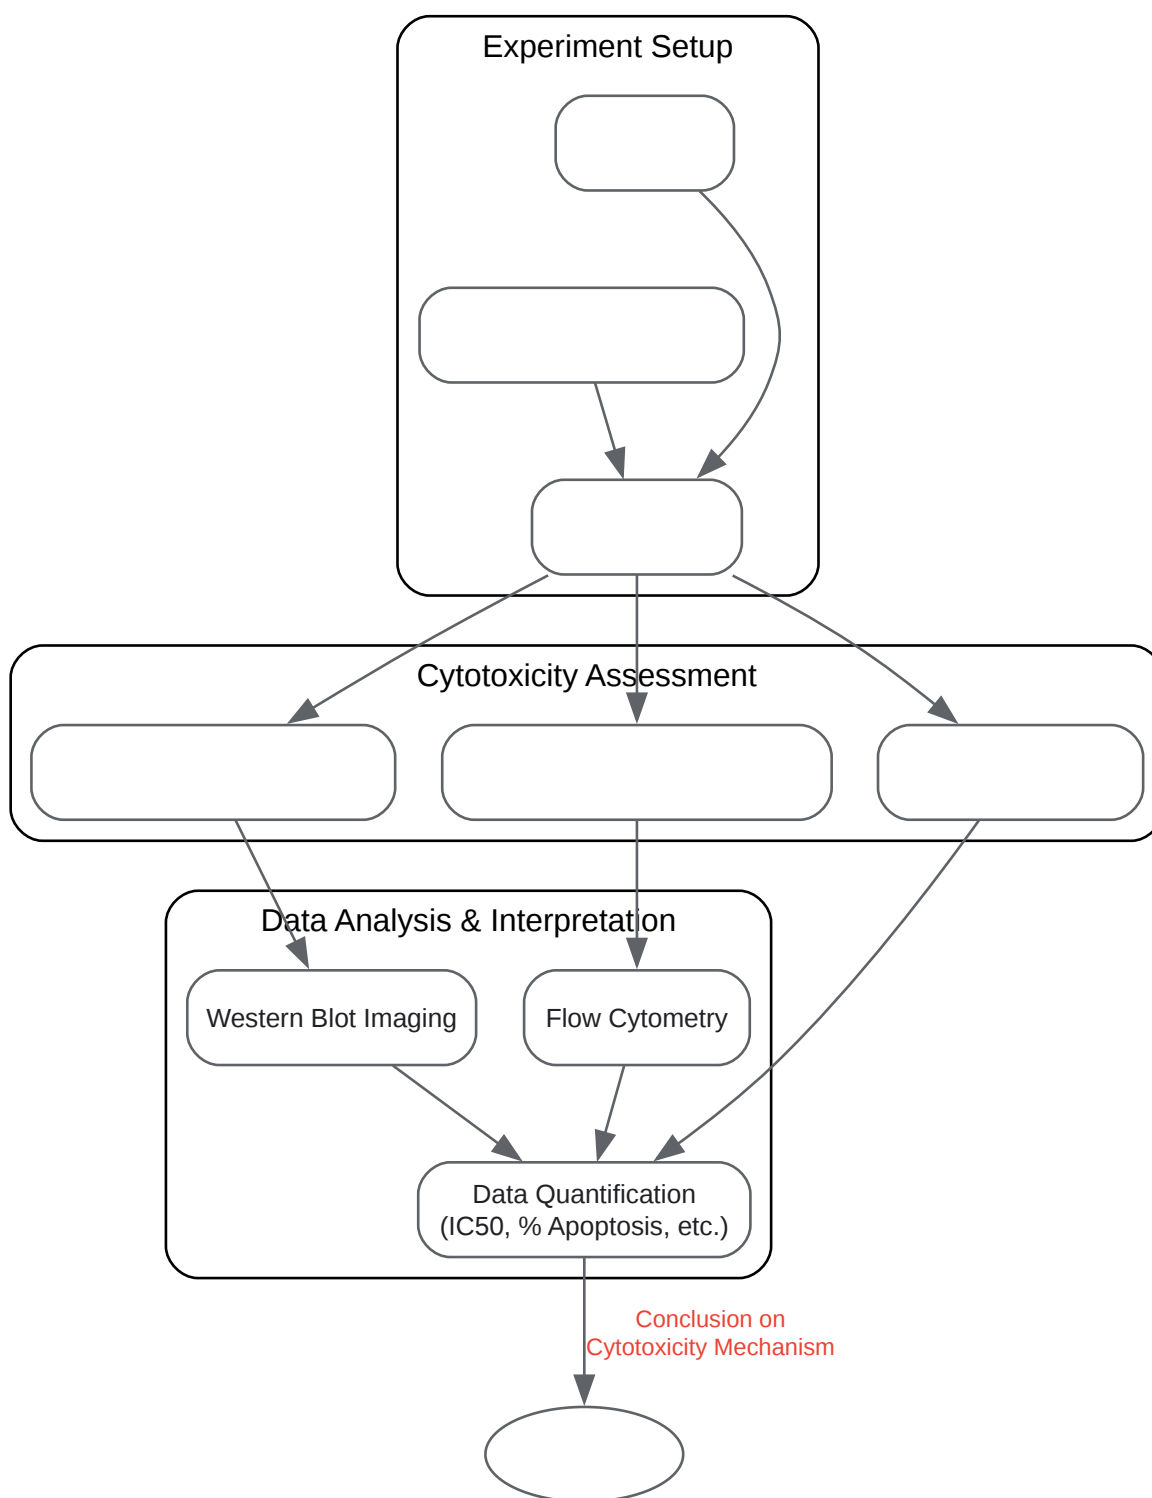 Experiment Setup
Cytotoxicity Assessment
Data Analysis & Interpretation
Western Blot Imaging
Flow Cytometry
Data Quantification
(IC50, % Apoptosis, etc.)
Conclusion on
Cytotoxicity Mechanism